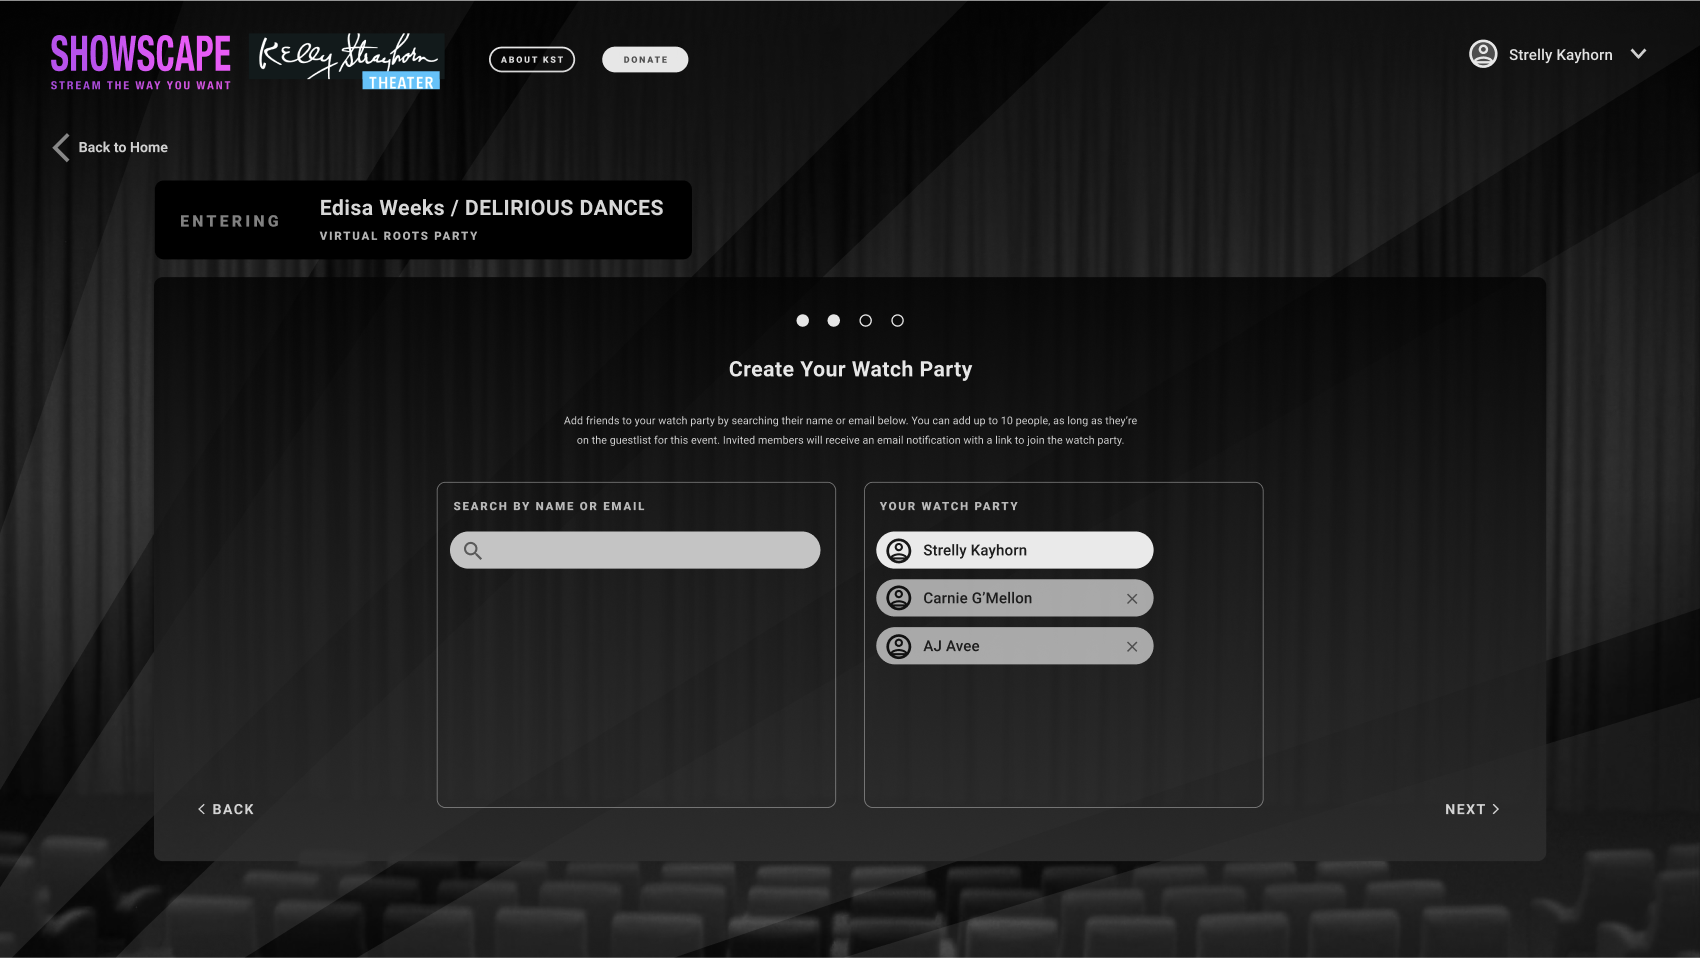 SHOWSCAPE
STREAM THE WAY YOU WANT
Kelly Strayhorn
THEATER
ABOUT KST
DONATE
Strelly Kayhorn
Back to Home
ENTERING
Edisa Weeks / DELIRIOUS DANCES
VIRTUAL ROOTS PARTY
Create Your Watch Party
Add friends to your watch party by searching their name or email below. You can add up to 10 people, as long as they’re
on the guestlist for this event. Invited members will receive an email notification with a link to join the watch party.
SEARCH BY NAME OR EMAIL
YOUR WATCH PARTY
Strelly Kayhorn
Carnie G’Mellon
AJ Avee
BACK
NEXT